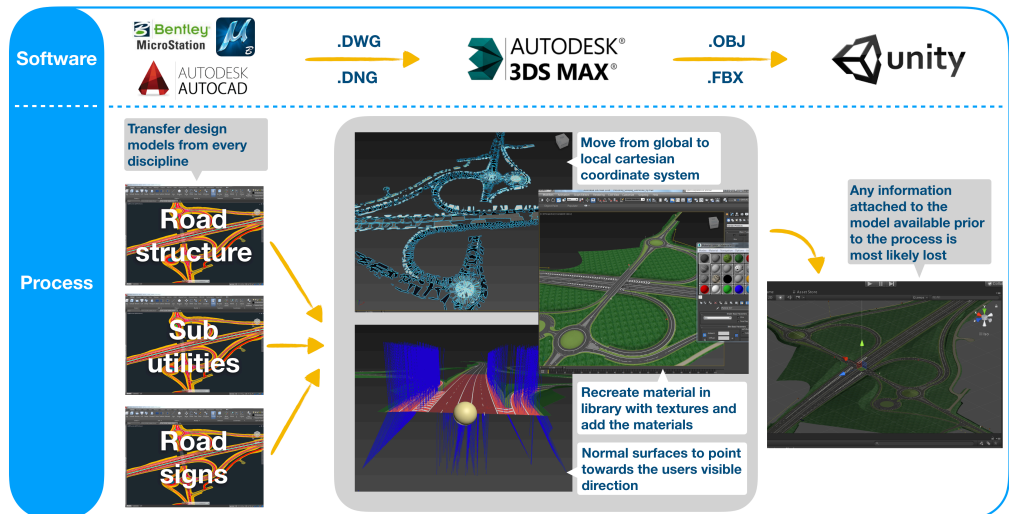 Software
Bentley
MicroStation
AUTODESK
AUTOCAD
.DWG
.DNG
AUTODESK®
3DS MAX®
.OBJ
.FBX
unity
Process
Transfer design
models from every
discipline
Road
structure
Sub
utilities
Road
signs
Move from global to
local cartesian
coordinate system
Recreate material in
library with textures and
add the materials
Normal surfaces to point
towards the users visible
direction
Any information
attached to the
model available prior
to the process is
most likely lost